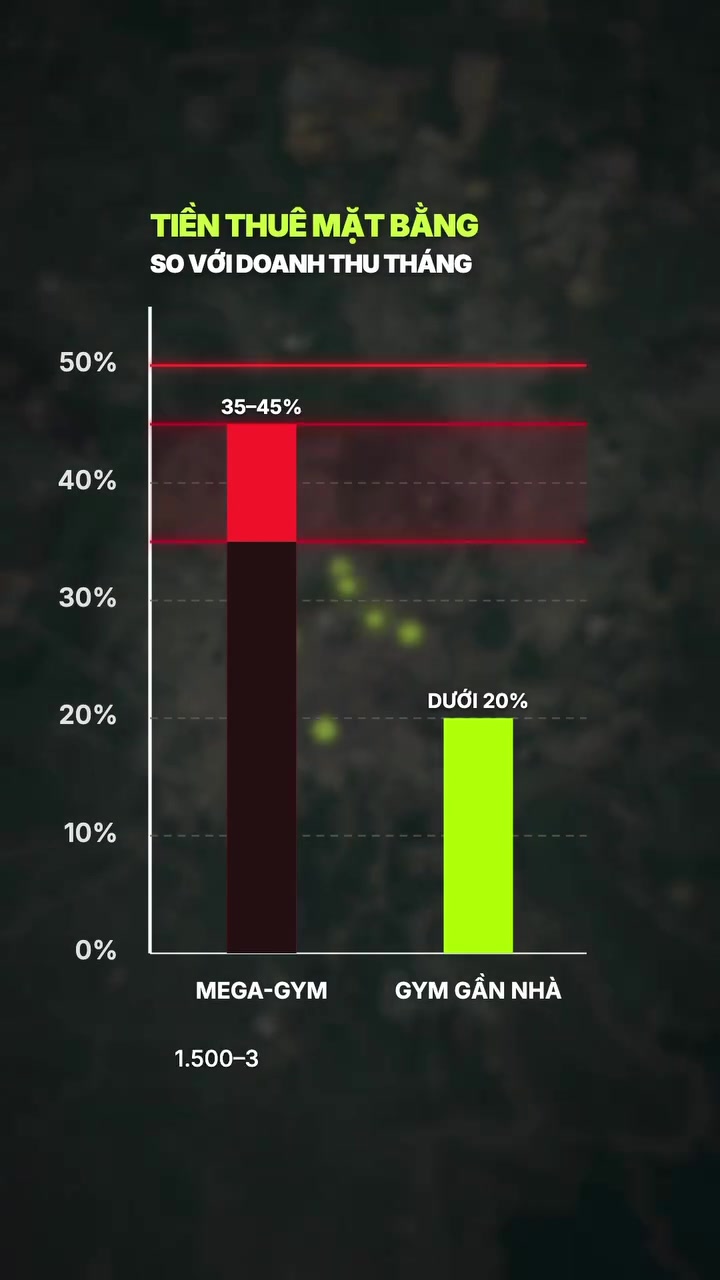 TIỀN THUÊ MẶT BẰNG
SO VỚI DOANH THU THÁNG
50%
35–45%
40%
30%
DƯỚI 20%
20%
10%
0%
MEGA-GYM
GYM GẦN NHÀ
1.500–3